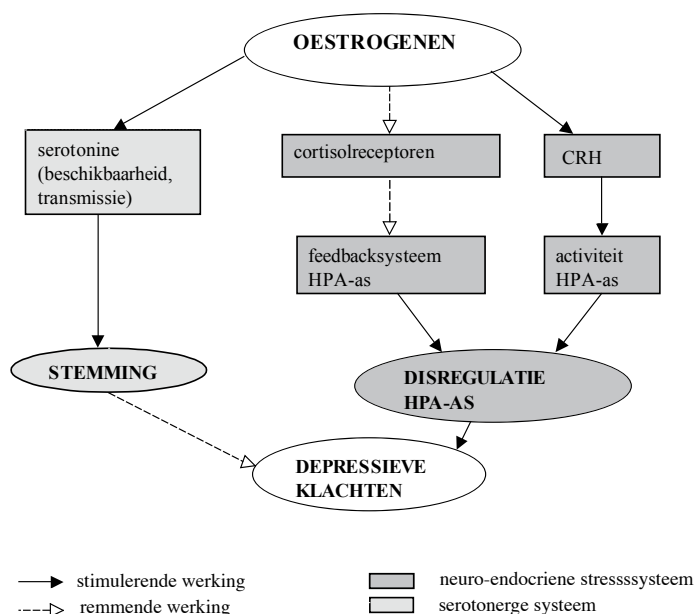 OESTROGENEN
serotonine
(beschikbaarheid,
transmissie)
cortisolreceptoren
CRH
feedbacksysteem
HPA-as
activiteit
HPA-as
STEMMING
DISREGULATIE
HPA-AS
DEPRESSIEVE
KLACHTEN
stimulerende werking
remmende werking
neuro-endocriene stressssysteem
serotonerge systeem